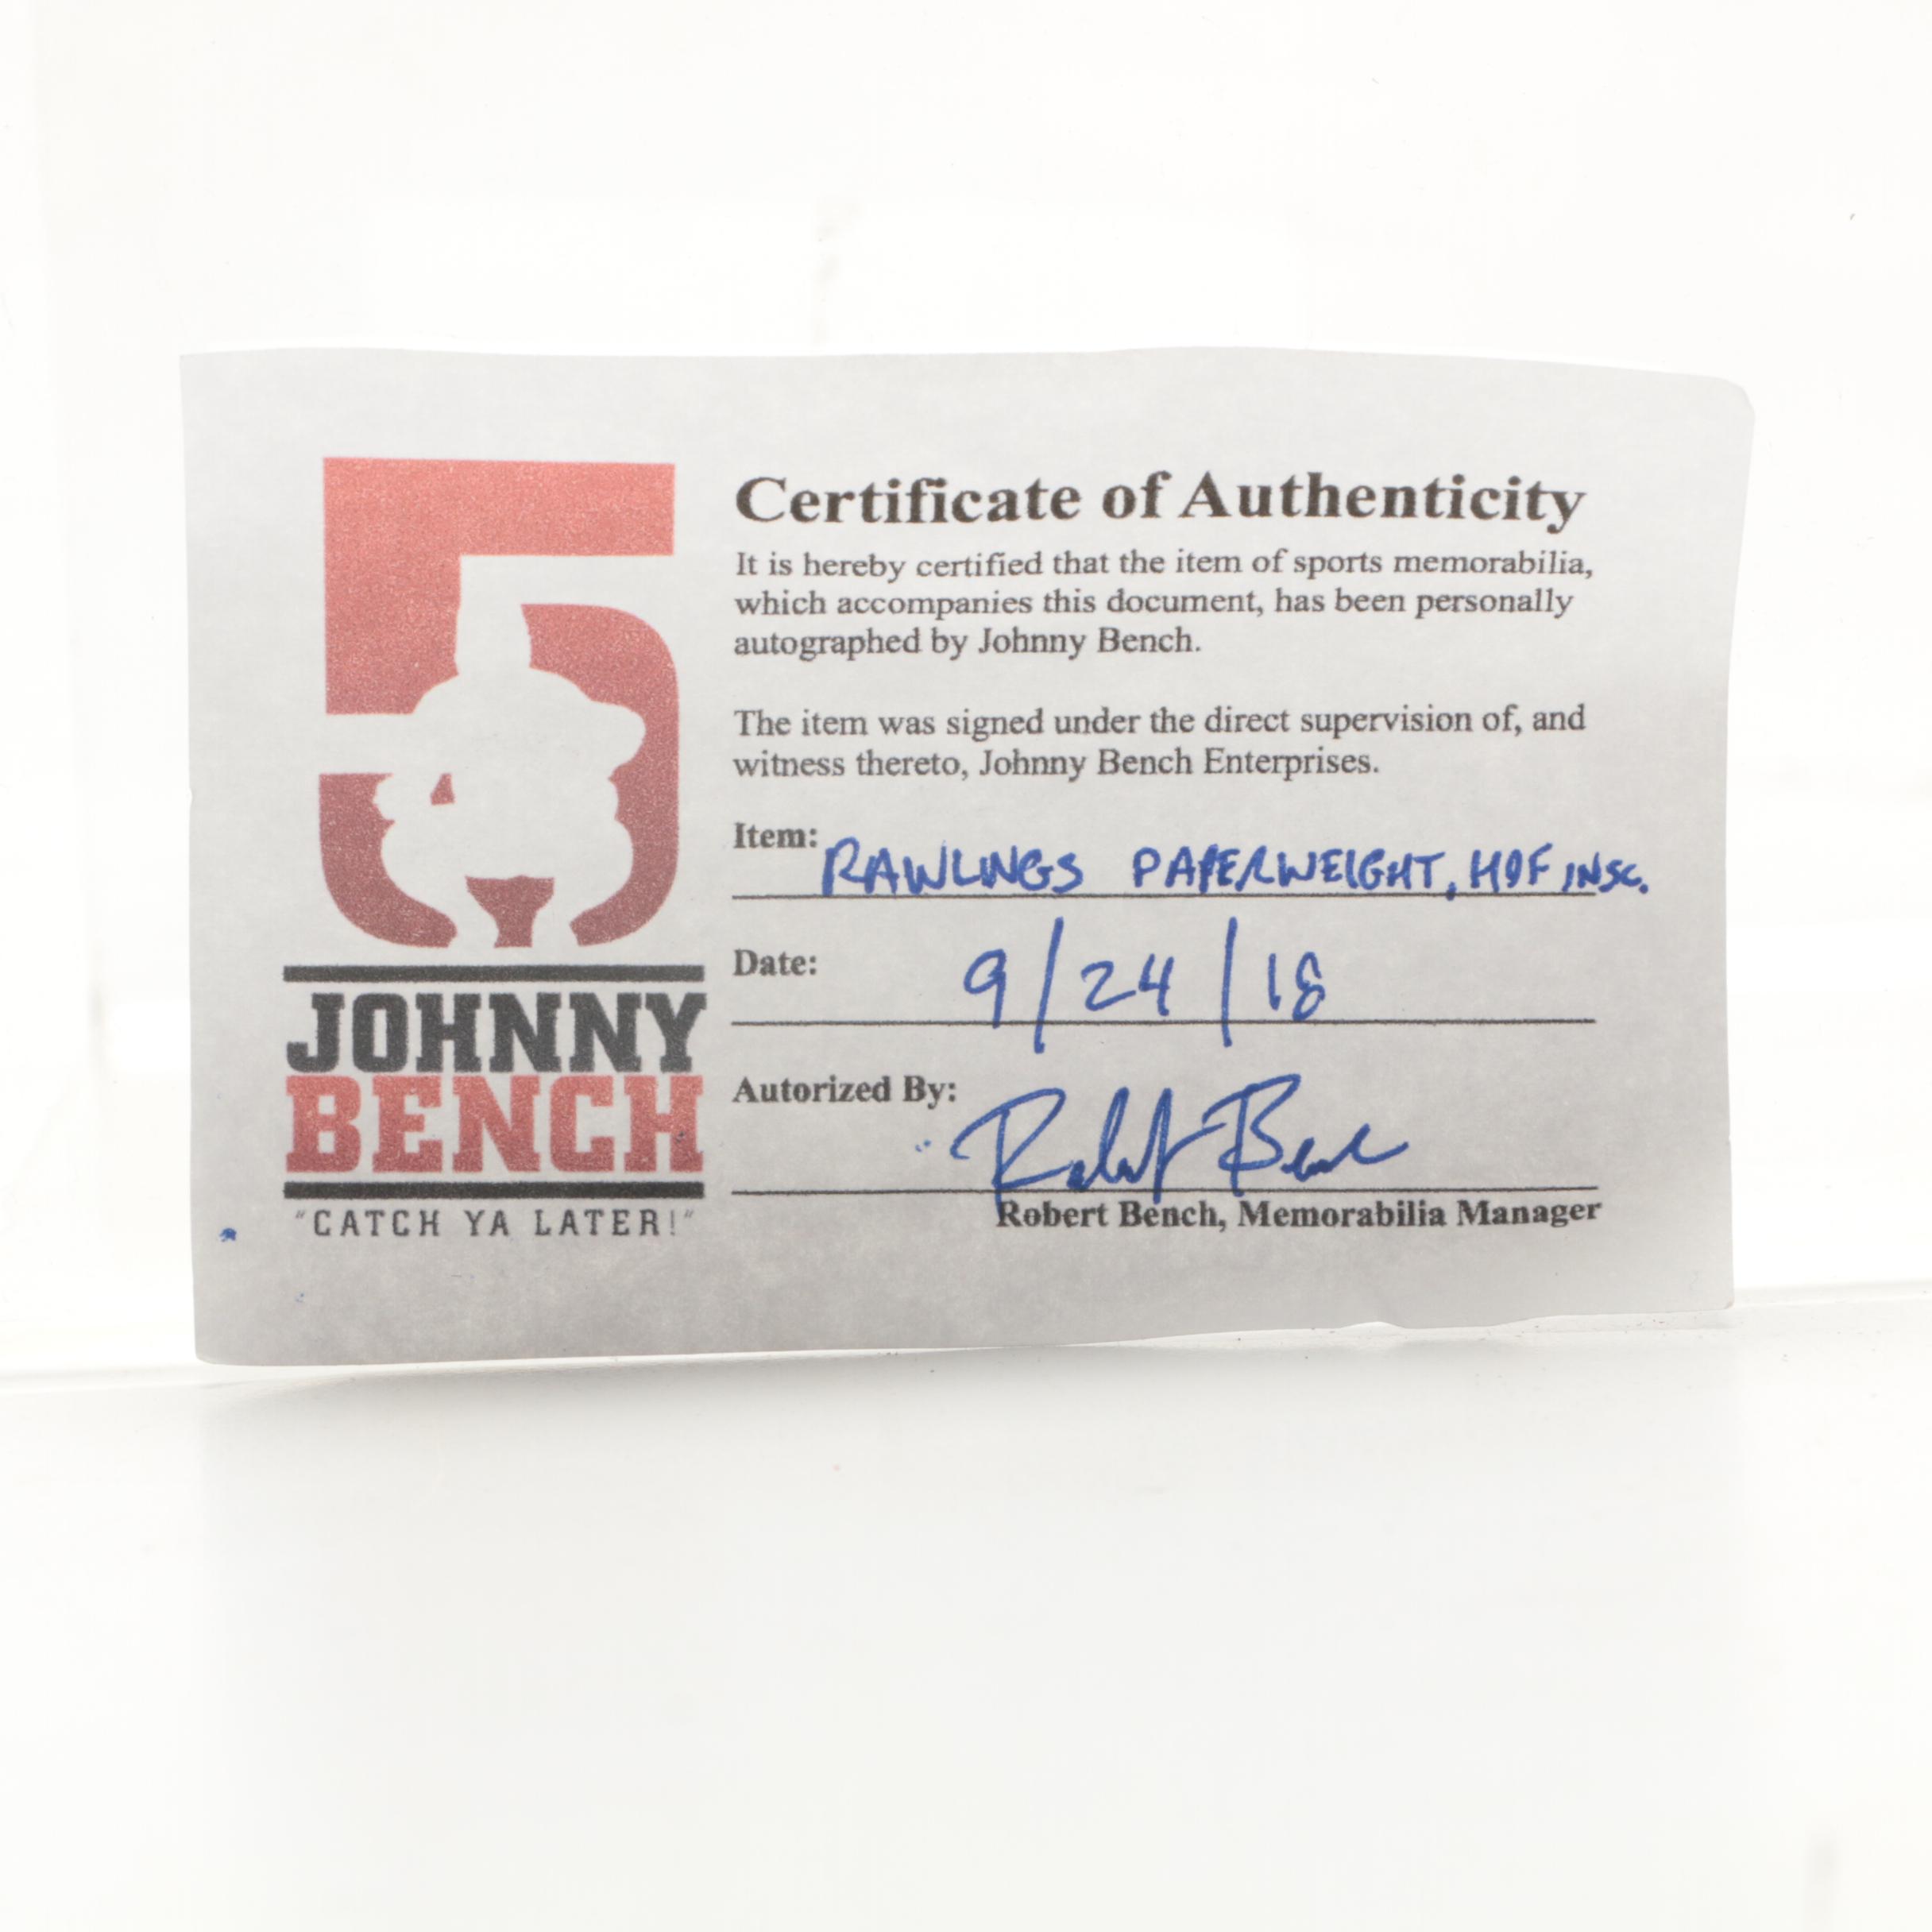 Certificate of Authenticity
It is hereby certified that the item of sports memorabilia,
which accompanies this document, has been personally
autographed by Johnny Bench.
The item was signed under the direct supervision of, and
witness thereto, Johnny Bench Enterprises.
Item: RAWLINGS PAPERWEIGHT, HOF INSC.
Date: 9/24/18
Autorized By: Robert Bench
Robert Bench, Memorabilia Manager
5
JOHNNY
BENCH
"CATCH YA LATER!"